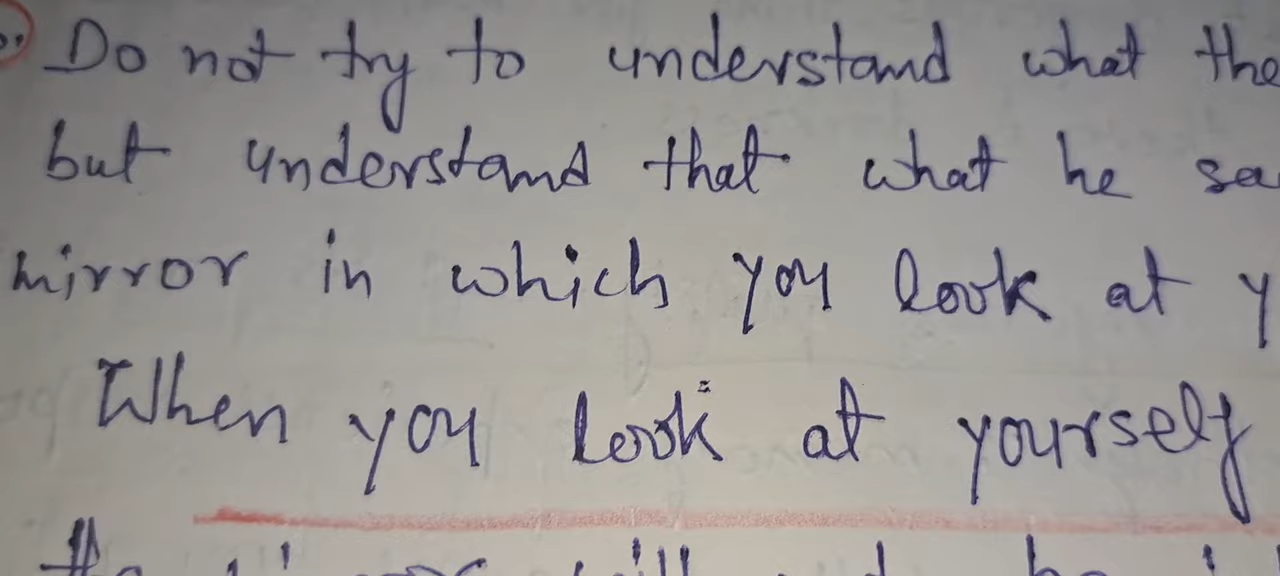 Do not try to understand what the
but understand that what he sa
mirror in which you look at y
When you look at yourself